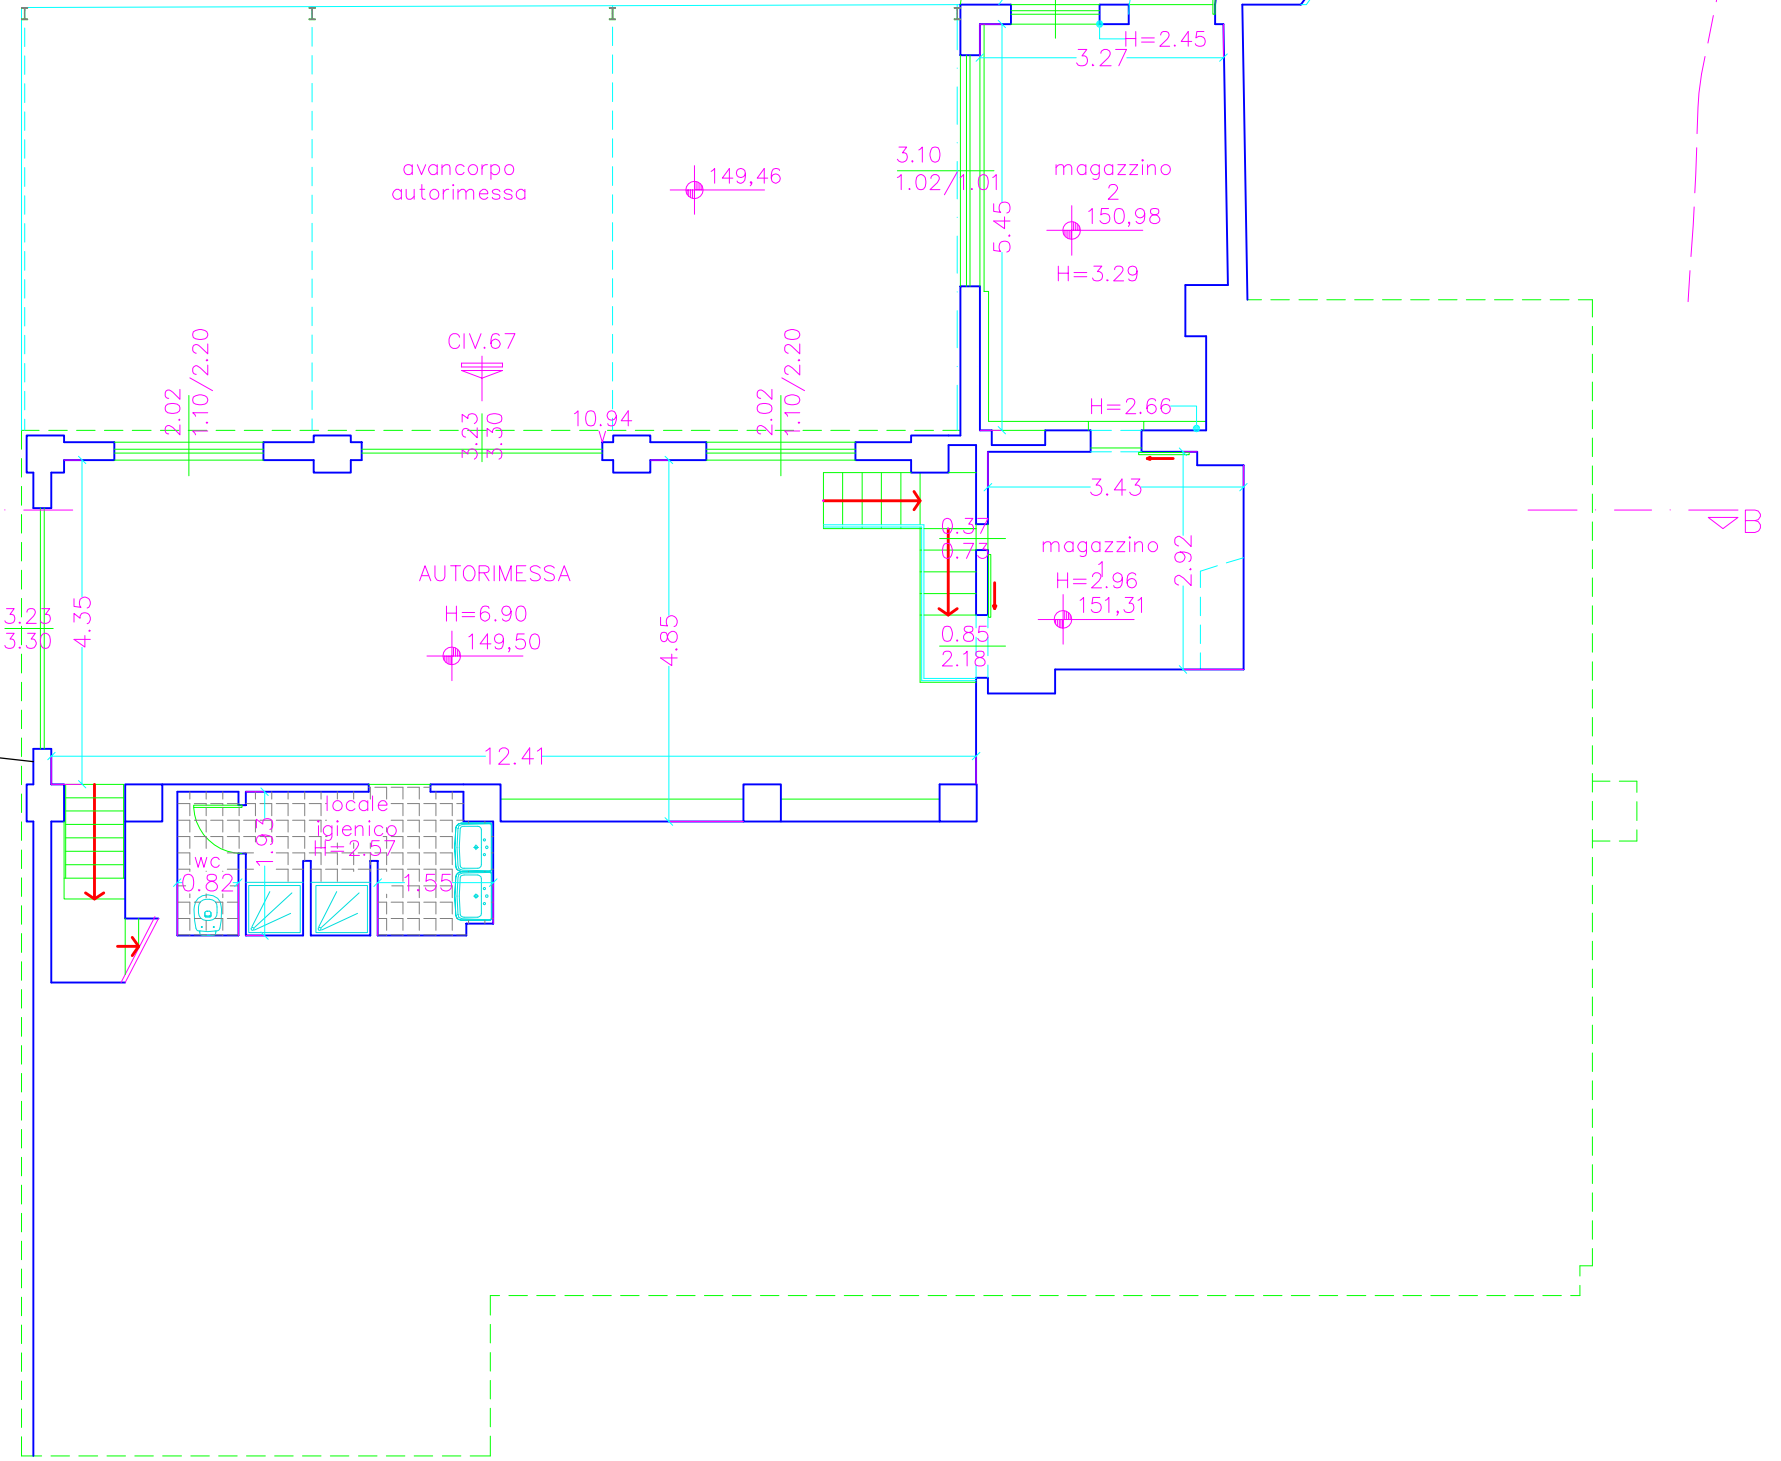 H=2.45
3.27
avancorpo
autorimessa
149,46
3.10
1.02/1.01
magazzino
2
150,98
5.45
H=3.29
CIV.67
2.02
1.10/2.20
3.23
3.30
10.94
2.02
1.10/2.20
H=2.66
3.43
0.37
0.73
magazzino
1
H=2.96
151,31
2.92
B
AUTORIMESSA
H=6.90
149,50
3.23
3.30
4.35
4.85
0.85
2.18
12.41
locale
igienico
H=2.57
1.93
wc
0.82
1.55